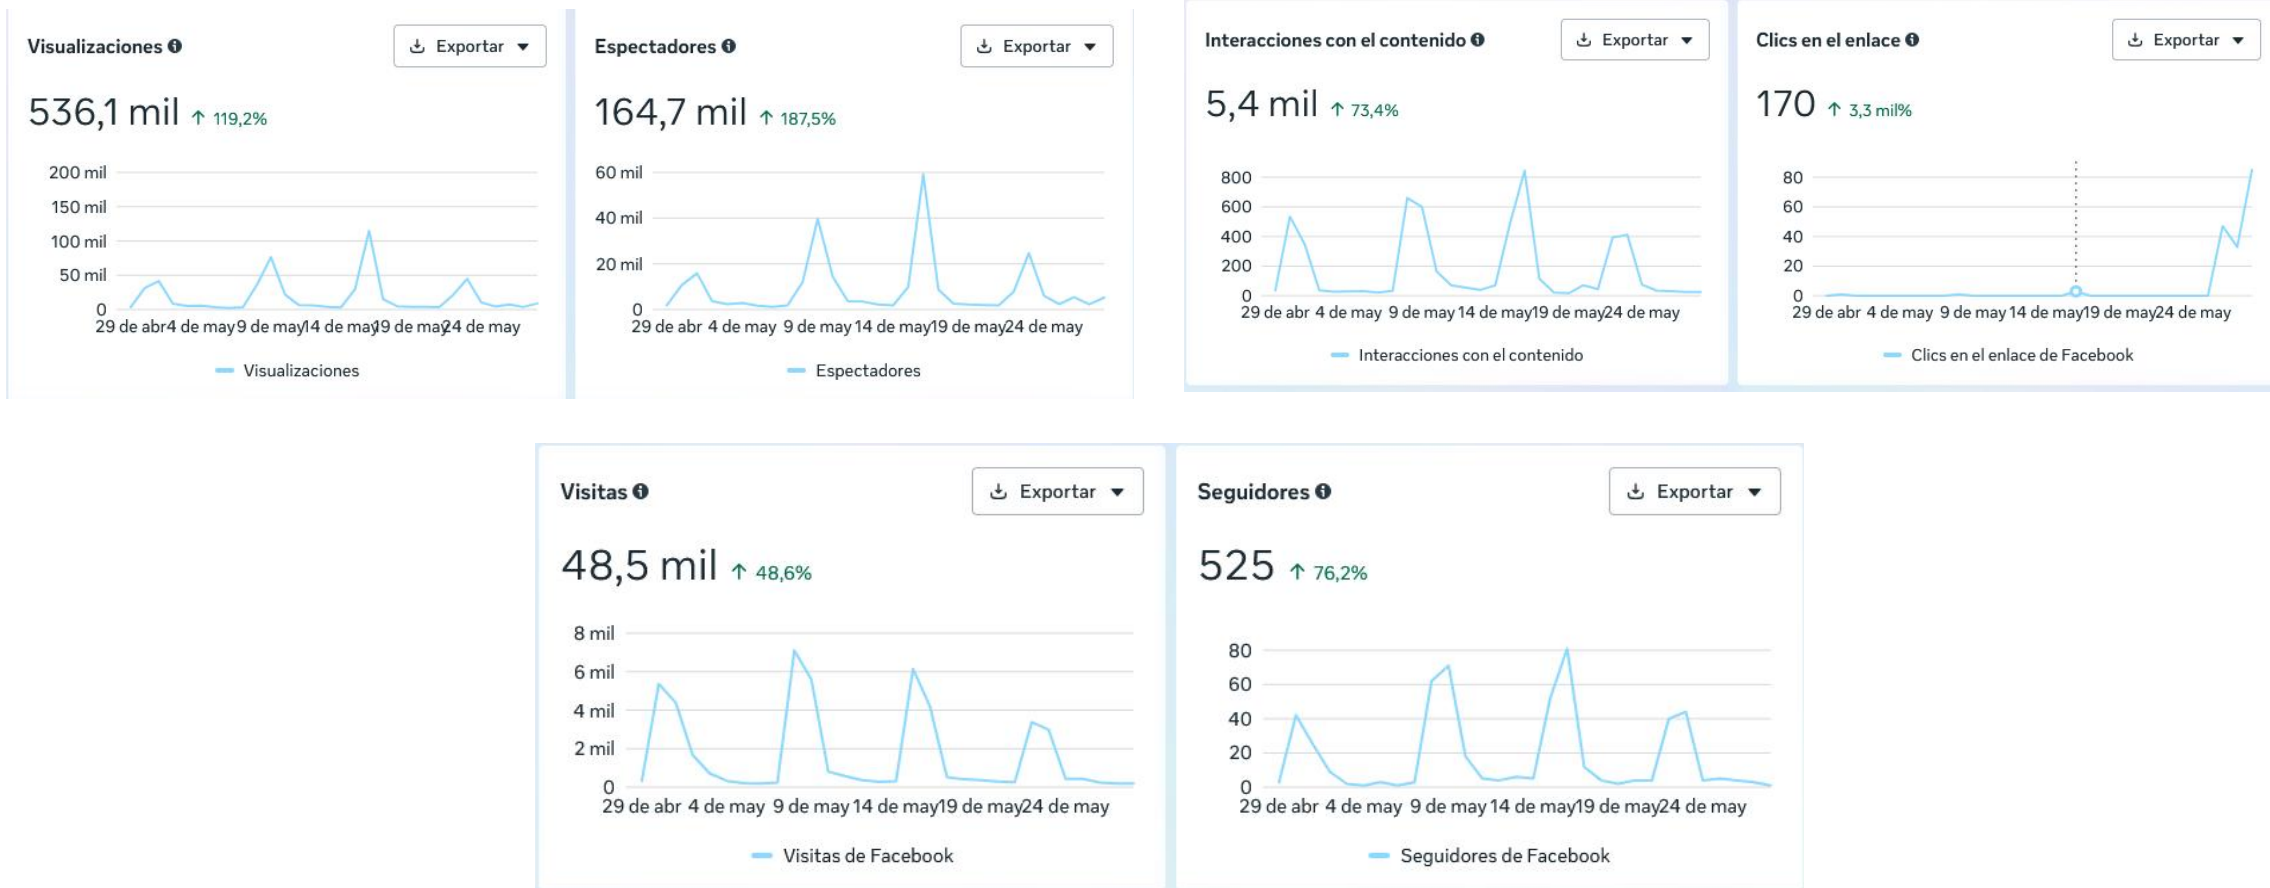 Visualizaciones
Exportar
536,1 mil ↑ 119,2%
200 mil
150 mil
100 mil
50 mil
0
29 de abr 4 de may 9 de may 14 de may 19 de may 24 de may
Visualizaciones
Espectadores
Exportar
164,7 mil ↑ 187,5%
60 mil
40 mil
20 mil
0
29 de abr 4 de may 9 de may 14 de may 19 de may 24 de may
Espectadores
Interacciones con el contenido
Exportar
5,4 mil ↑ 73,4%
800
600
400
200
0
29 de abr 4 de may 9 de may 14 de may 19 de may 24 de may
Interacciones con el contenido
Clics en el enlace
Exportar
170 ↑ 3,3 mil%
80
60
40
20
0
29 de abr 4 de may 9 de may 14 de may 19 de may 24 de may
Clics en el enlace de Facebook
Visitas
Exportar
48,5 mil ↑ 48,6%
8 mil
6 mil
4 mil
2 mil
0
29 de abr 4 de may 9 de may 14 de may 19 de may 24 de may
Visitas de Facebook
Seguidores
Exportar
525 ↑ 76,2%
80
60
40
20
0
29 de abr 4 de may 9 de may 14 de may 19 de may 24 de may
Seguidores de Facebook